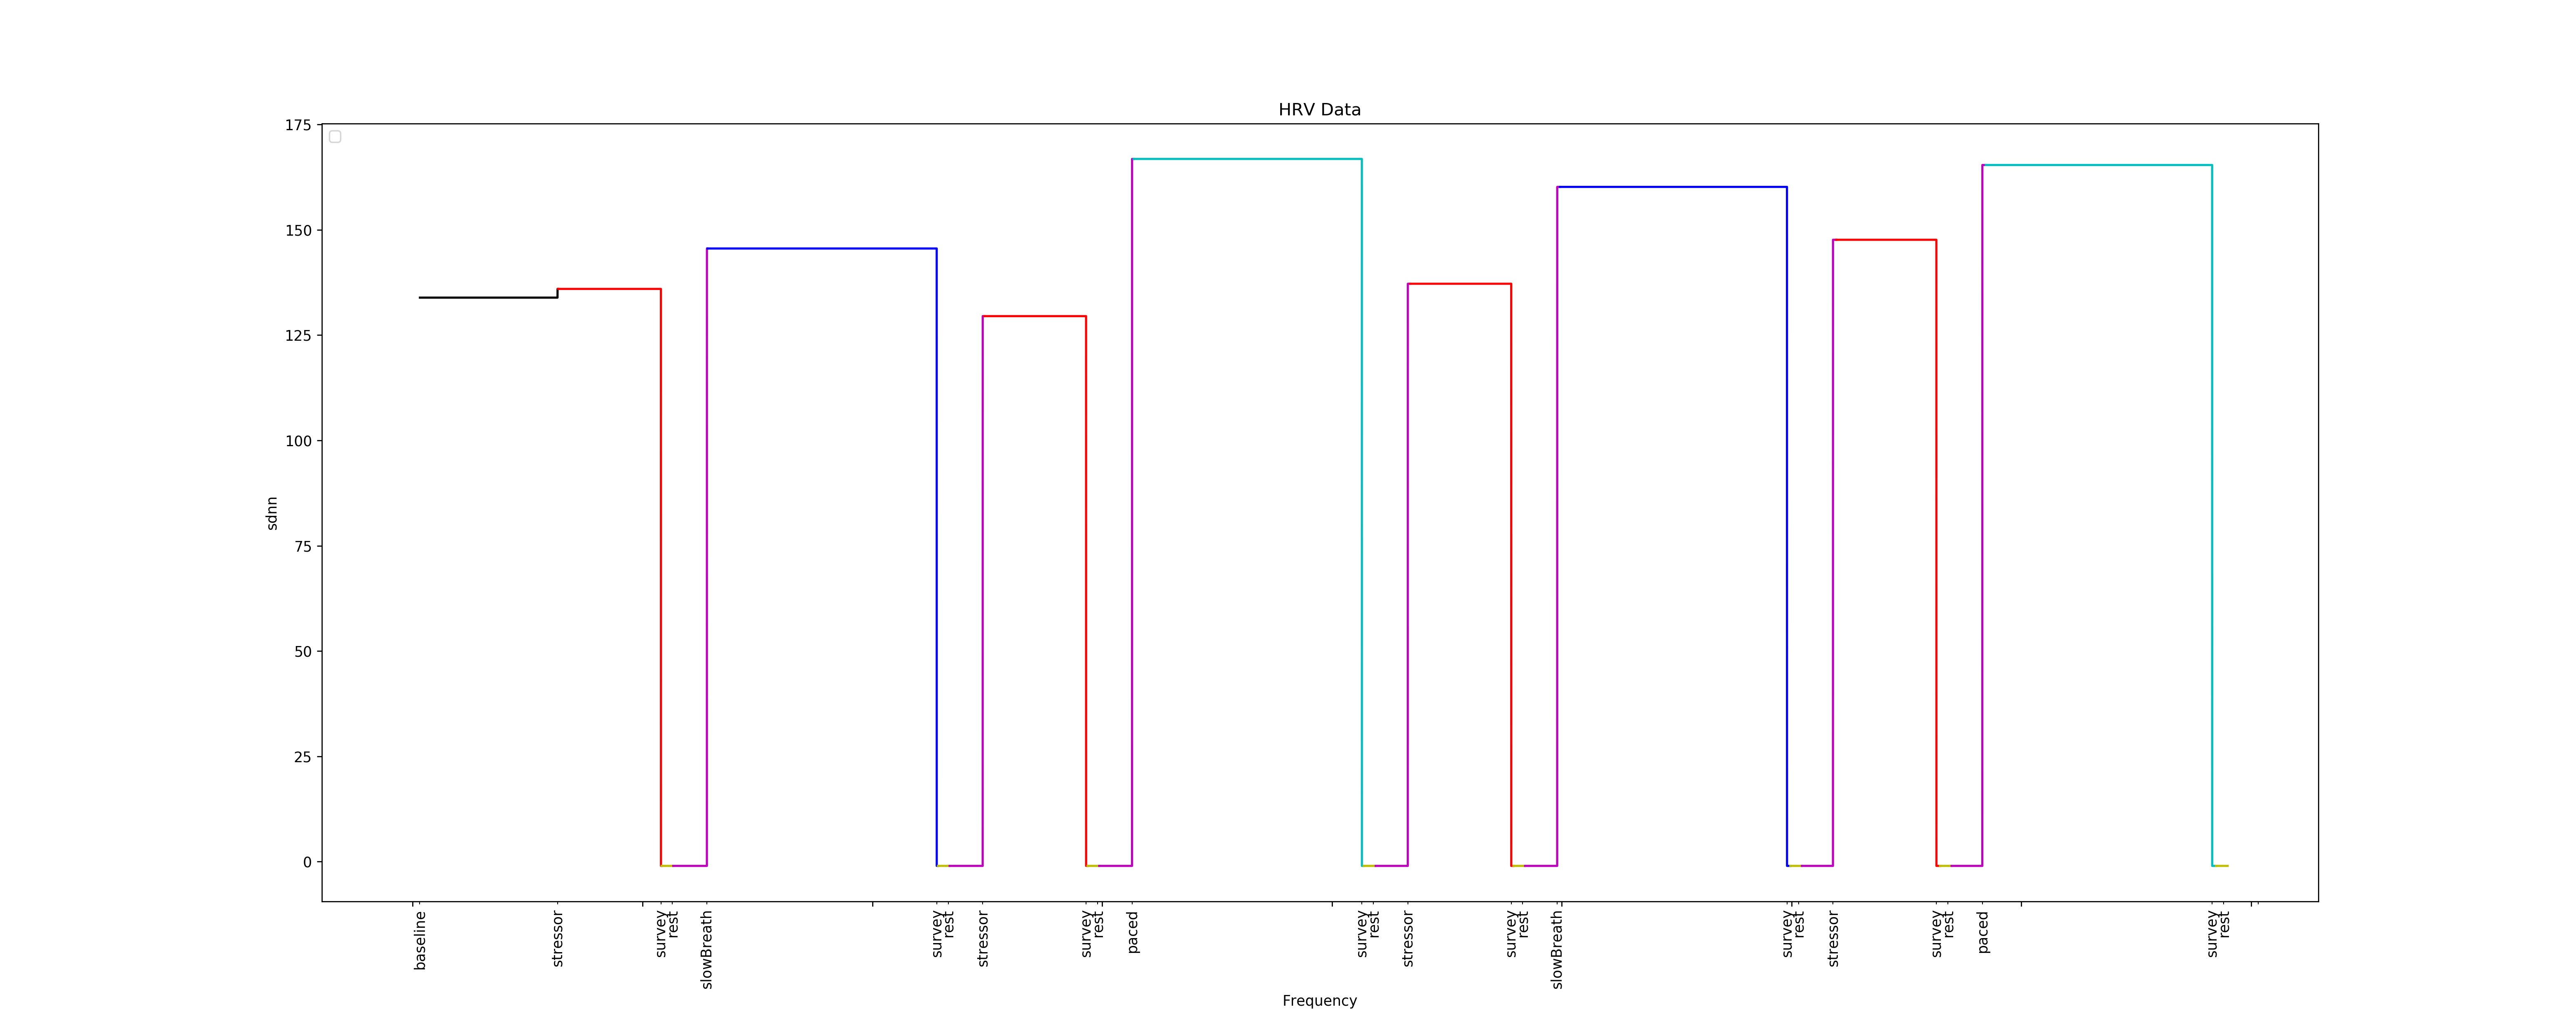 HRV Data
175
150
125
100
75
50
25
0
sdnn
baseline
stressor
survey
rest
slowBreath
survey
rest
stressor
survey
rest
paced
survey
rest
stressor
survey
rest
slowBreath
survey
rest
stressor
survey
rest
paced
survey
rest
Frequency